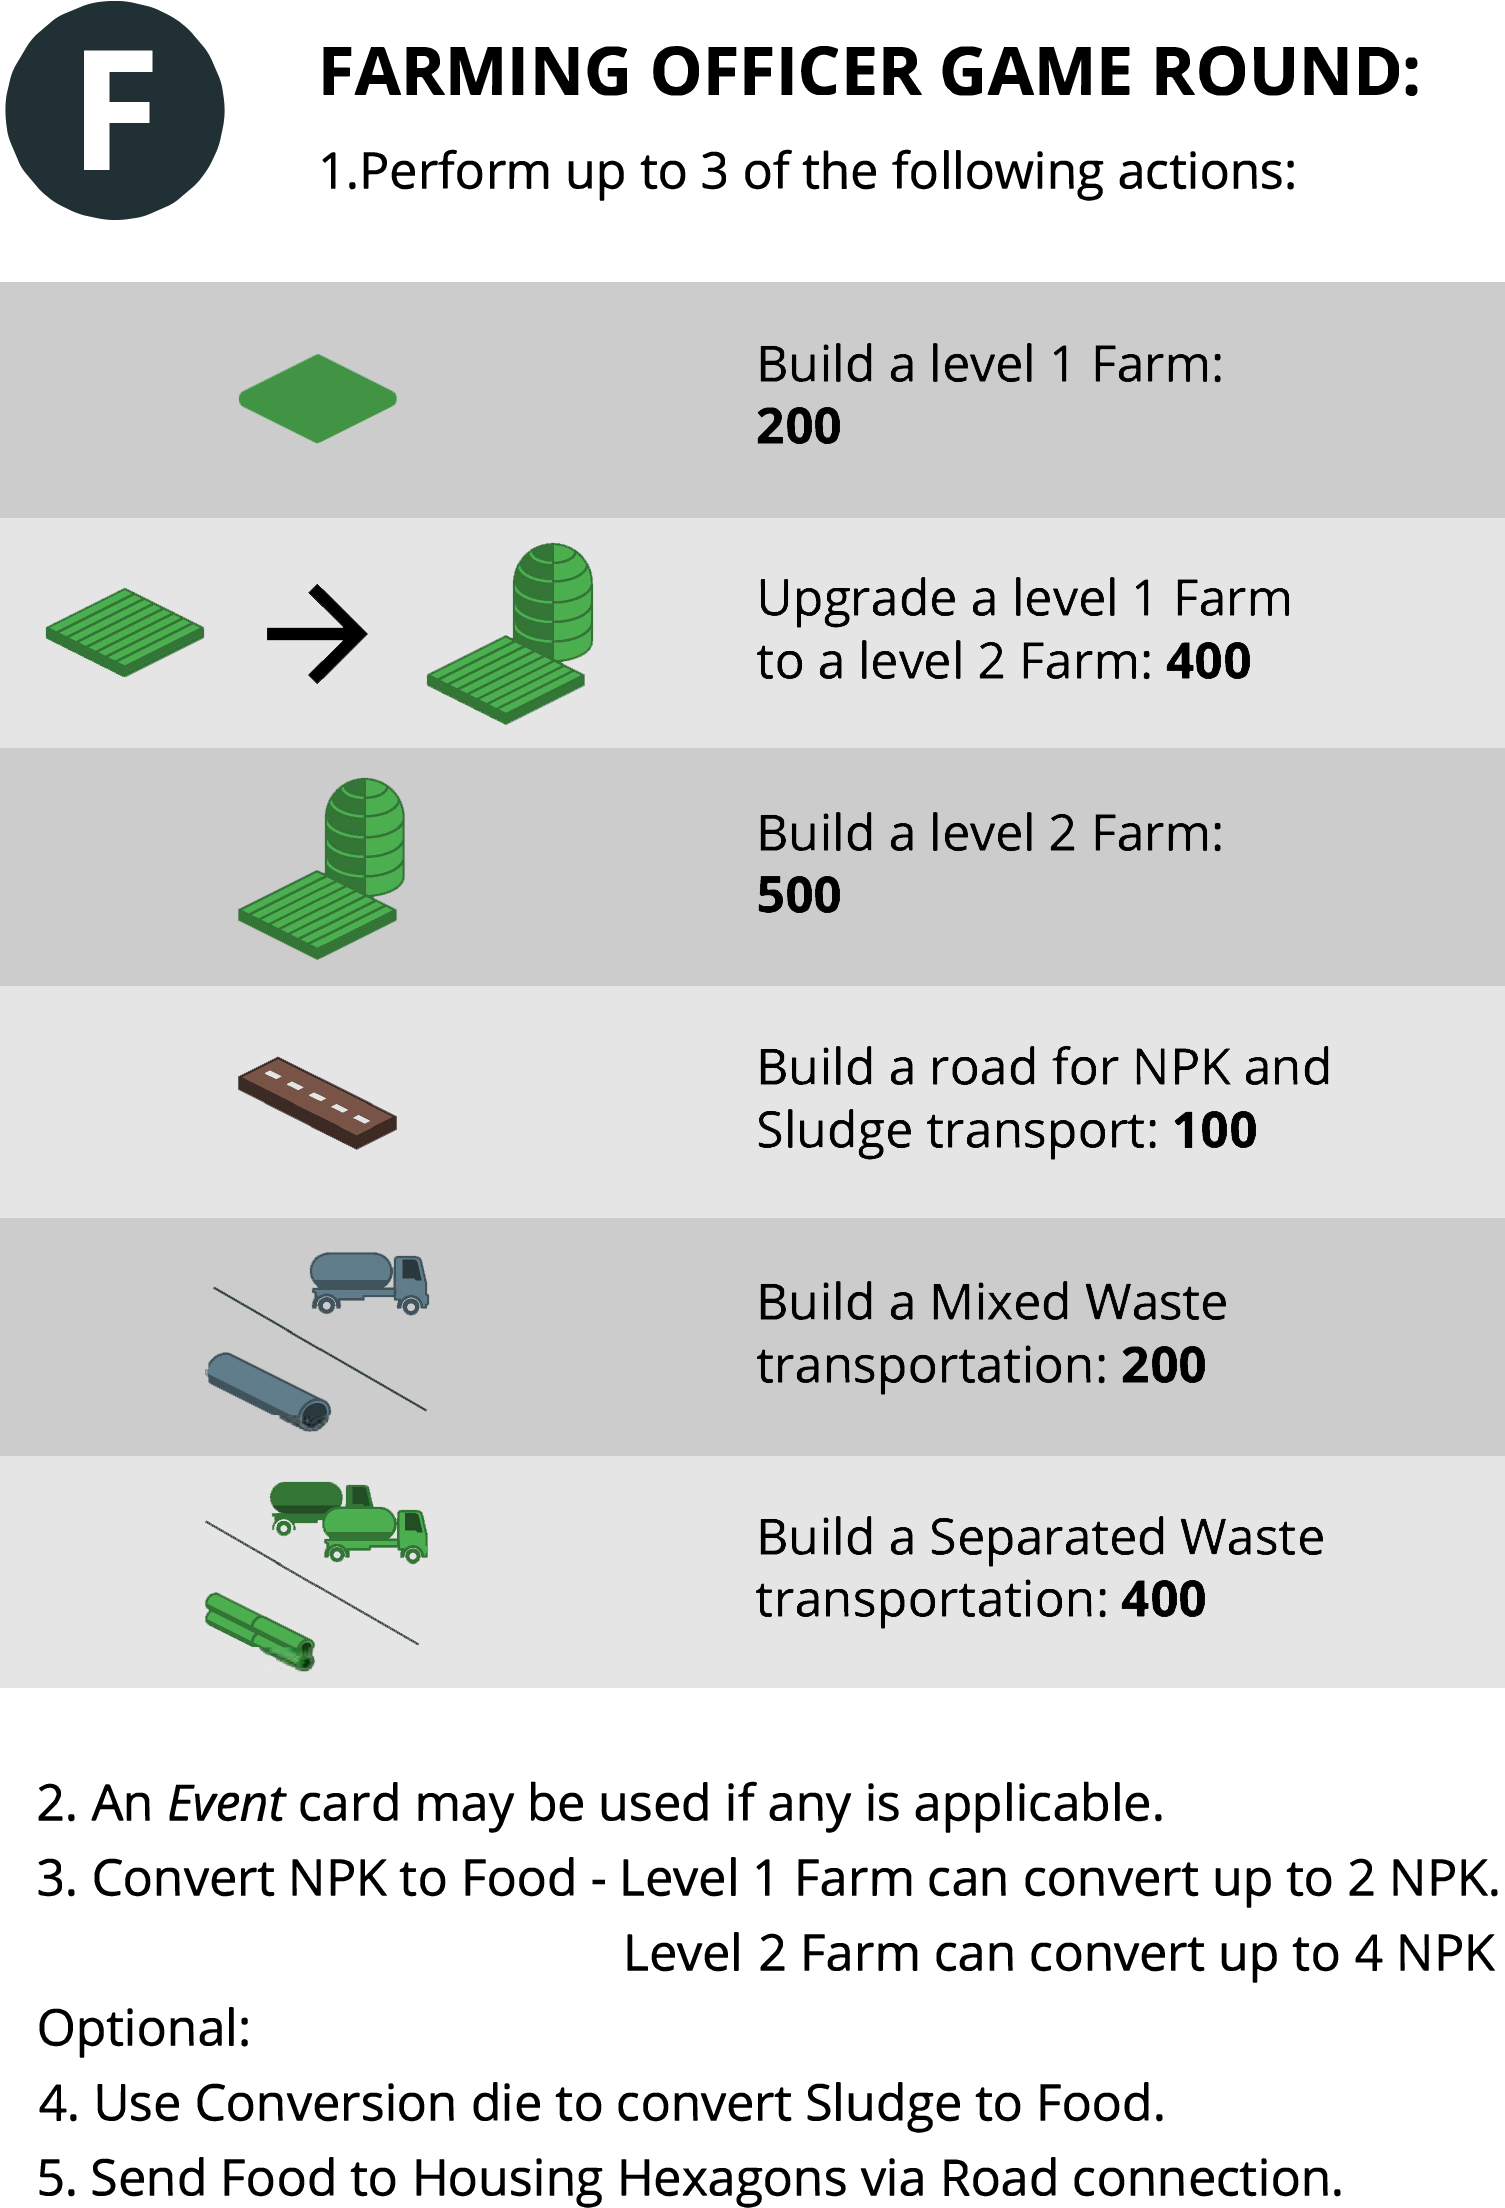 F
FARMING OFFICER GAME ROUND:
1.Perform up to 3 of the following actions:
Build a level 1 Farm:
200
Upgrade a level 1 Farm
to a level 2 Farm: 400
Build a level 2 Farm:
500
Build a road for NPK and
Sludge transport: 100
Build a Mixed Waste
transportation: 200
Build a Separated Waste
transportation: 400
2. An Event card may be used if any is applicable.
3. Convert NPK to Food - Level 1 Farm can convert up to 2 NPK.
Level 2 Farm can convert up to 4 NPK
Optional:
4. Use Conversion die to convert Sludge to Food.
5. Send Food to Housing Hexagons via Road connection.